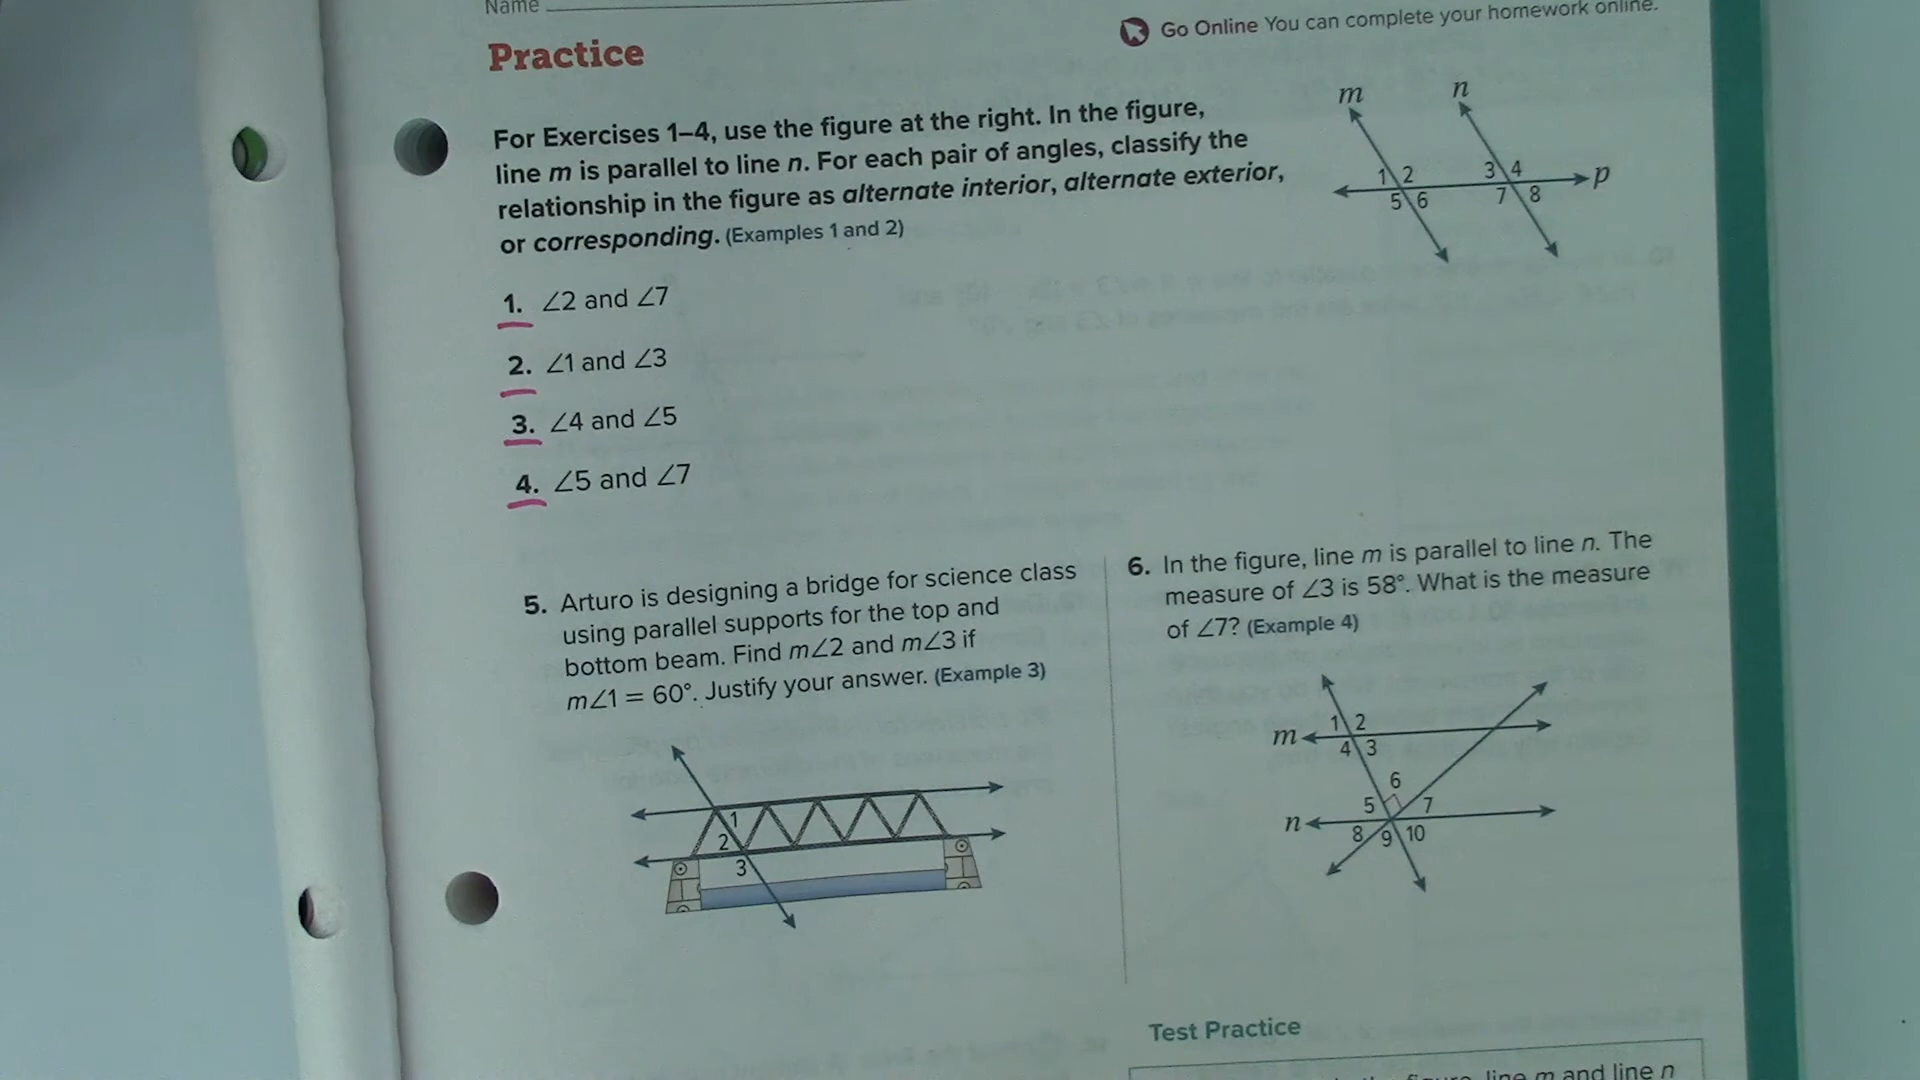 Name
Go Online You can complete your homework online.
Practice
For Exercises 1–4, use the figure at the right. In the figure,
line m is parallel to line n. For each pair of angles, classify the
relationship in the figure as alternate interior, alternate exterior,
or corresponding. (Examples 1 and 2)
m n
1 2 3 4 p
5 6 7 8
1. ∠2 and ∠7
2. ∠1 and ∠3
3. ∠4 and ∠5
4. ∠5 and ∠7
5. Arturo is designing a bridge for science class
using parallel supports for the top and
bottom beam. Find m∠2 and m∠3 if
m∠1 = 60°. Justify your answer. (Example 3)
1
2
3
6. In the figure, line m is parallel to line n. The
measure of ∠3 is 58°. What is the measure
of ∠7? (Example 4)
1 2
m
4 3
6
5 7
n
8 9 10
Test Practice
line m and line n